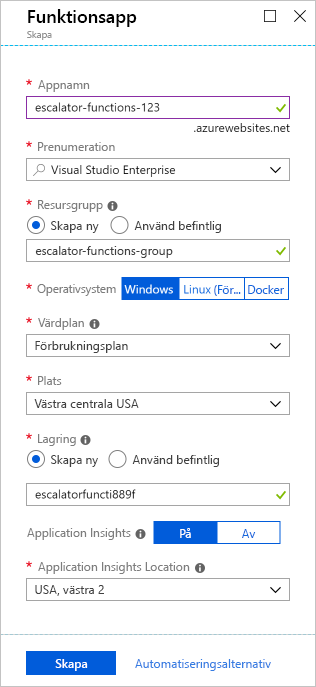 Funktionsapp
Skapa
* Appnamn
escalator-functions-123
.azurewebsites.net
* Prenumeration
Visual Studio Enterprise
* Resursgrupp
Skapa ny Använd befintlig
escalator-functions-group
* Operativsystem Windows Linux (För... Docker
* Värdplan
Förbrukningsplan
* Plats
Västra centrala USA
* Lagring
Skapa ny Använd befintlig
escalatorfuncti889f
Application Insights På Av
* Application Insights Location
USA, västra 2
Skapa Automatiseringsalternativ